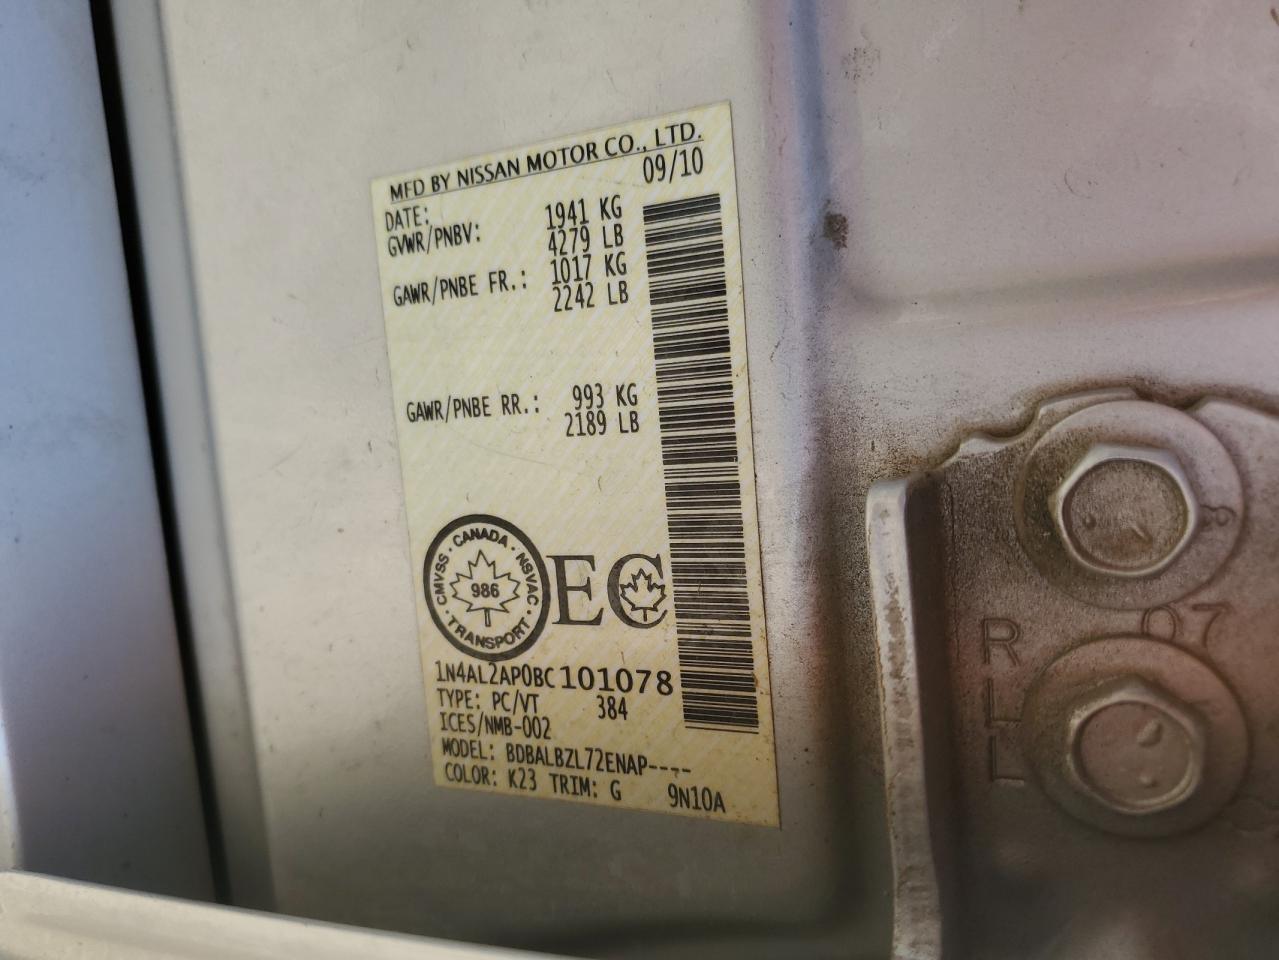 MFD BY NISSAN MOTOR CO., LTD.
DATE: 09/10
GVWR/PNBV: 1941 KG
4279 LB
GAWR/PNBE FR.: 1017 KG
2242 LB
GAWR/PNBE RR.: 993 KG
2189 LB
CANADA · NSVAC · TRANSPORT · CMVSS ·
986
EC
1N4AL2AP0BC101078
TYPE: PC/VT 384
ICES/NMB-002
MODEL: BDBALBZL72ENAP----
COLOR: K23 TRIM: G 9N10A
R 07
L
L